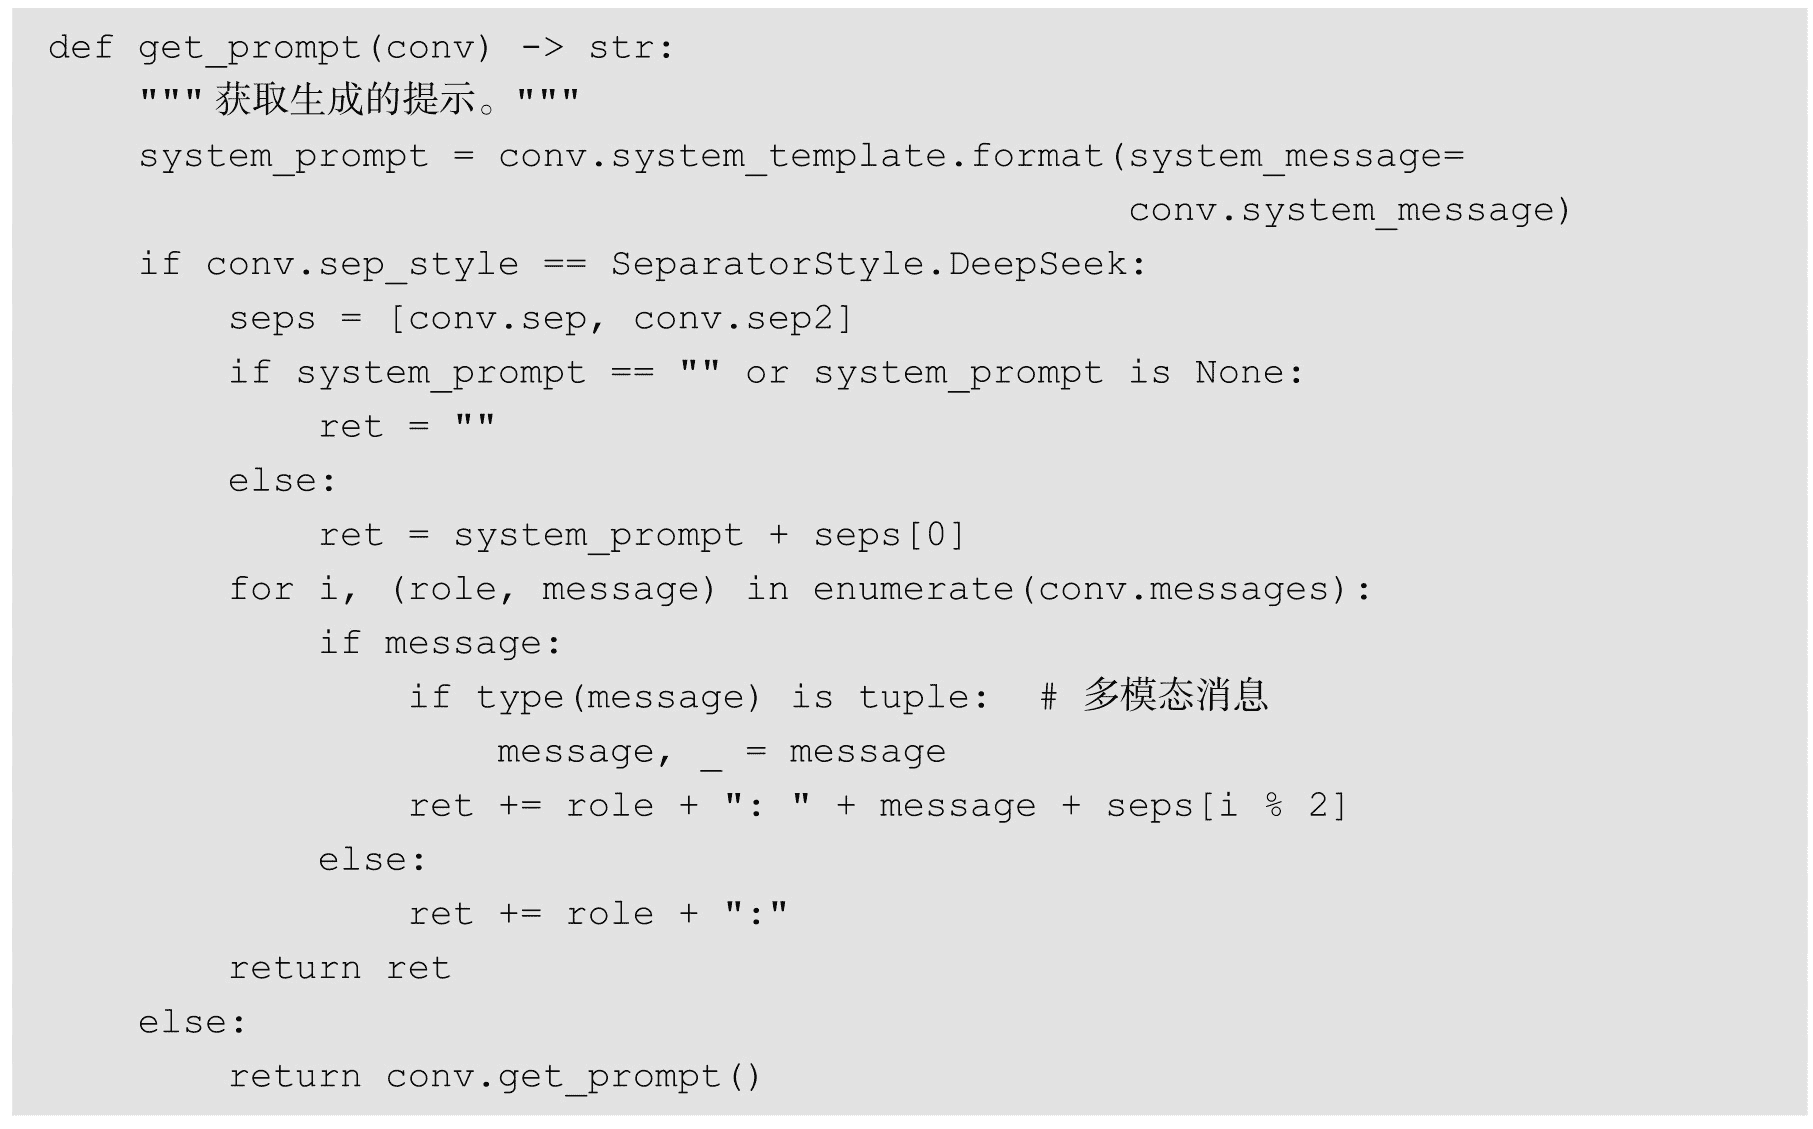 def get_prompt(conv) -> str:
    """获取生成的提示。"""
    system_prompt = conv.system_template.format(system_message=
                                                conv.system_message)
    if conv.sep_style == SeparatorStyle.DeepSeek:
        seps = [conv.sep, conv.sep2]
        if system_prompt == "" or system_prompt is None:
            ret = ""
        else:
            ret = system_prompt + seps[0]
        for i, (role, message) in enumerate(conv.messages):
            if message:
                if type(message) is tuple:  # 多模态消息
                    message, _ = message
                ret += role + ": " + message + seps[i % 2]
            else:
                ret += role + ":"
        return ret
    else:
        return conv.get_prompt()